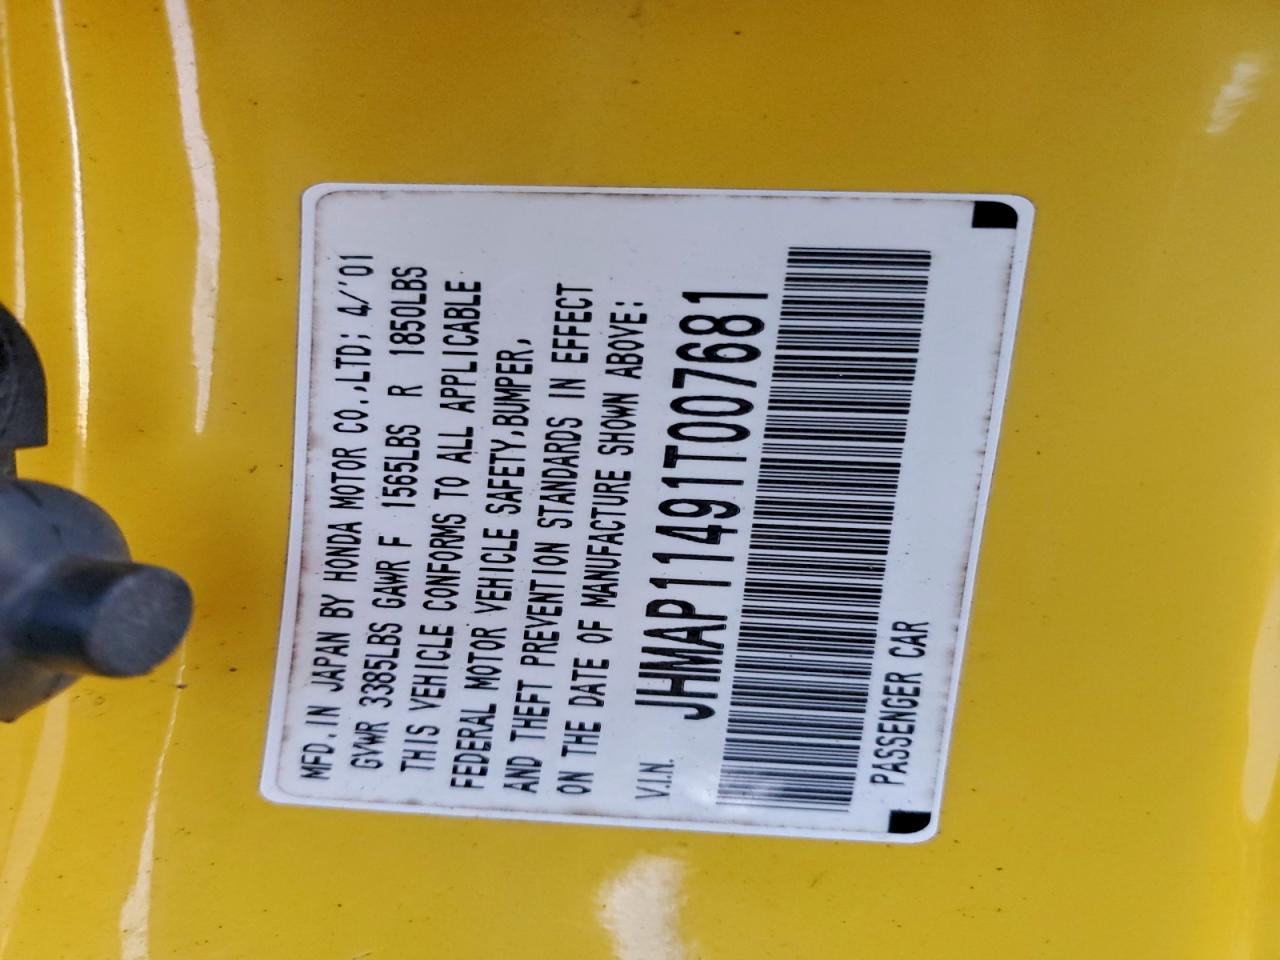 MFD. IN JAPAN BY HONDA MOTOR CO.,LTD; 4/'01
GVWR 3385LBS GAWR F 1565LBS R 1850LBS
THIS VEHICLE CONFORMS TO ALL APPLICABLE
FEDERAL MOTOR VEHICLE SAFETY,BUMPER,
AND THEFT PREVENTION STANDARDS IN EFFECT
ON THE DATE OF MANUFACTURE SHOWN ABOVE:
V.I.N. JHMAP11491T007681
PASSENGER CAR